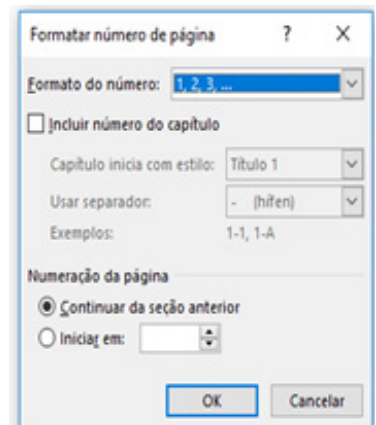 Formatar número de página ? X
Formato do número: 1, 2, 3, ...
Incluir número do capítulo
Capítulo inicia com estilo: Título 1
Usar separador: - (hífen)
Exemplos: 1-1, 1-A
Numeração da página
Continuar da seção anterior
Iniciar em:
OK Cancelar